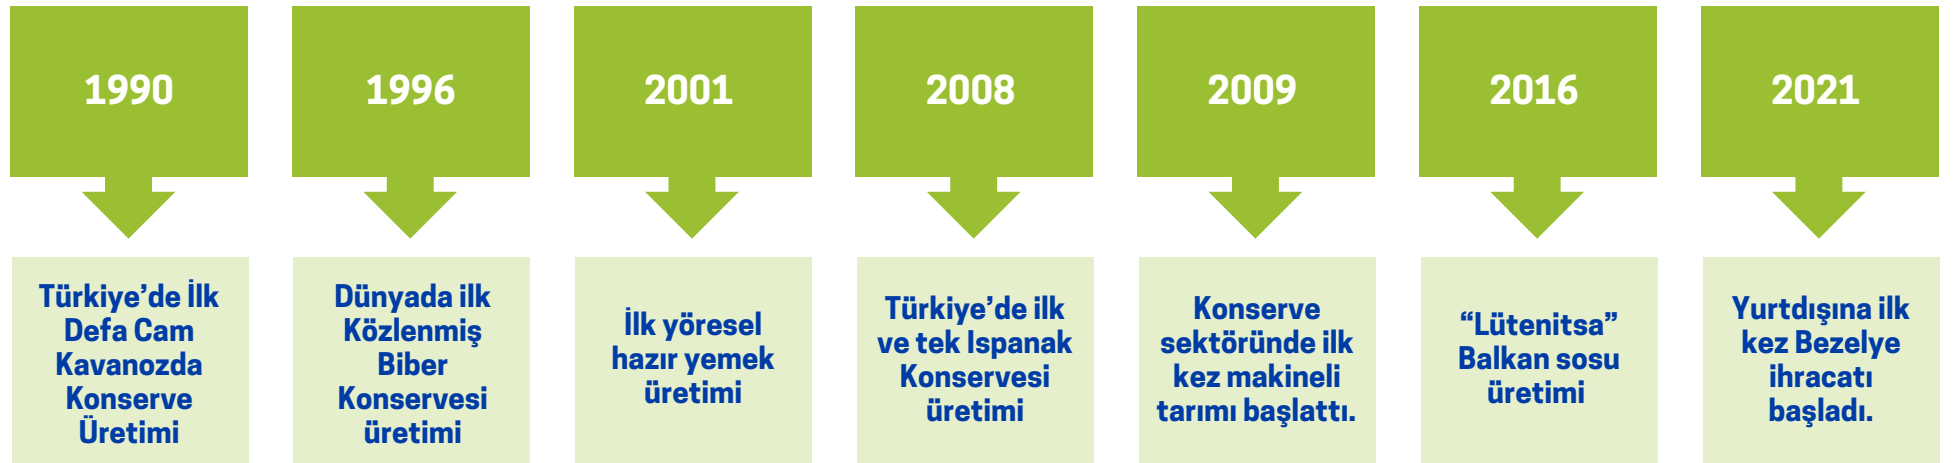 1990
Türkiye’de İlk
Defa Cam
Kavanozda
Konserve
Üretimi
1996
Dünyada ilk
Közlenmiş
Biber
Konservesi
üretimi
2001
İlk yöresel
hazır yemek
üretimi
2008
Türkiye’de ilk
ve tek Ispanak
Konservesi
üretimi
2009
Konserve
sektöründe ilk
kez makineli
tarımı başlattı.
2016
“Lütenitsa”
Balkan sosu
üretimi
2021
Yurtdışına ilk
kez Bezelye
ihracatı
başladı.